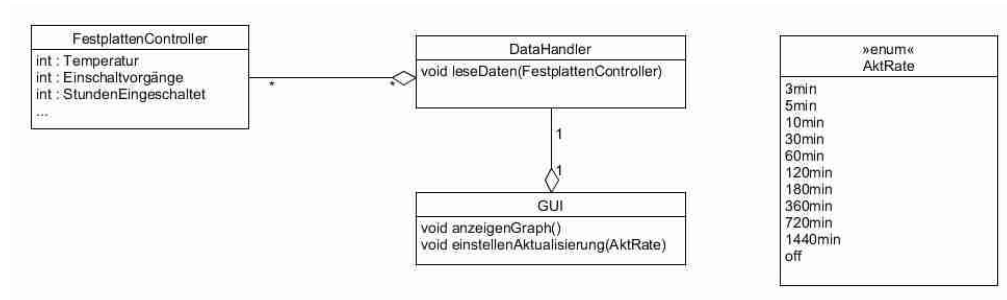 FestplattenController
int : Temperatur
int : Einschaltvorgänge
int : StundenEingeschaltet
...
*
*
DataHandler
void leseDaten(FestplattenController)
1
1
GUI
void anzeigenGraph()
void einstellenAktualisierung(AktRate)
»enum«
AktRate
3min
5min
10min
30min
60min
120min
180min
360min
720min
1440min
off